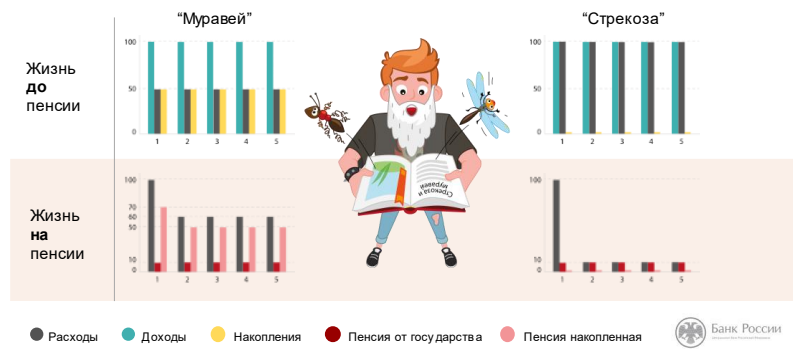 “Муравей”
“Стрекоза”
Жизнь
до
пенсии
100
50
0
1 2 3 4 5
100
50
0
1 2 3 4 5
Стрекоза и
муравей
Жизнь
на
пенсии
100
70
60
50
10
0
1 2 3 4 5
100
10
0
1 2 3 4 5
Расходы
Доходы
Накопления
Пенсия от государства
Пенсия накопленная
Банк России